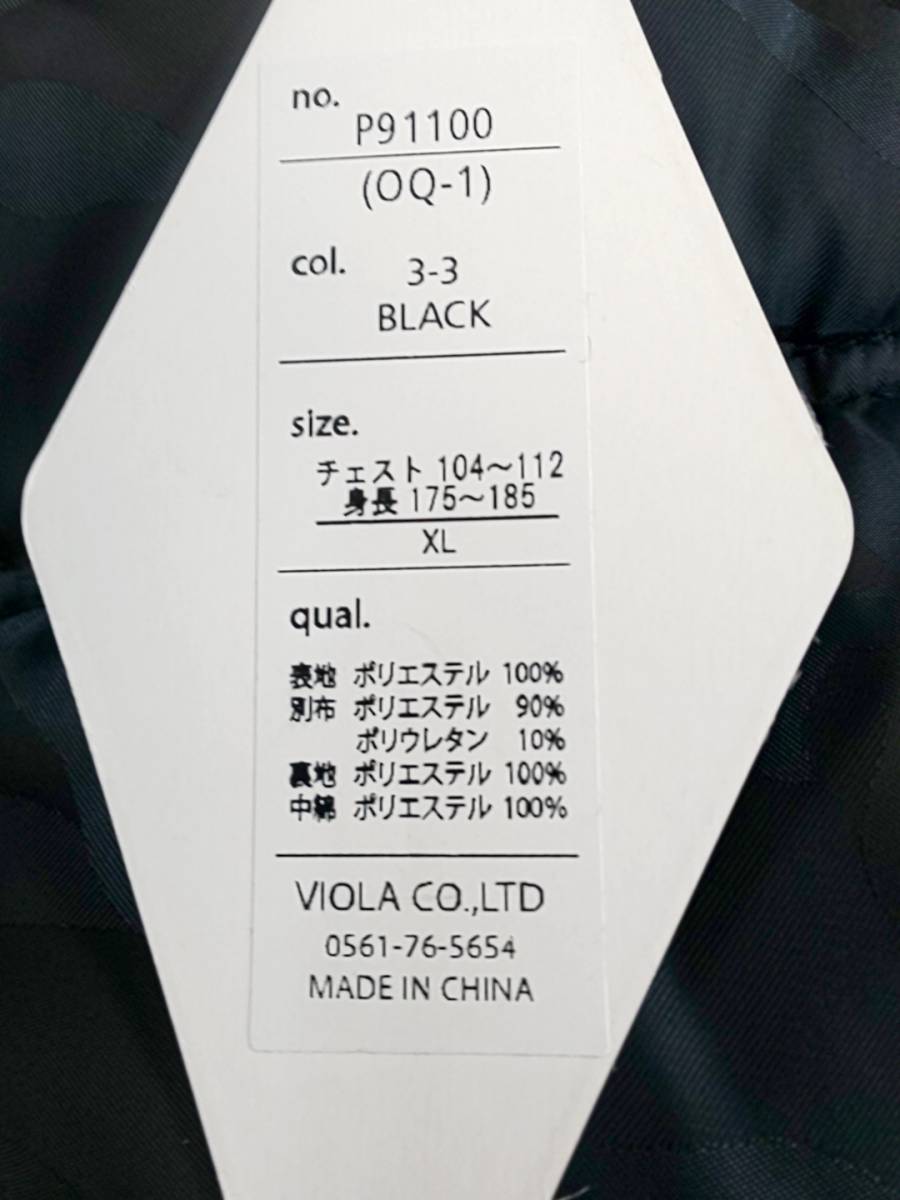 no.
P91100
(OQ-1)
col. 3-3
BLACK
size.
チェスト 104～112
身長 175～185
XL
qual.
表地 ポリエステル 100%
別布 ポリエステル 90%
ポリウレタン 10%
裏地 ポリエステル 100%
中綿 ポリエステル 100%
VIOLA CO.,LTD
0561-76-5654
MADE IN CHINA